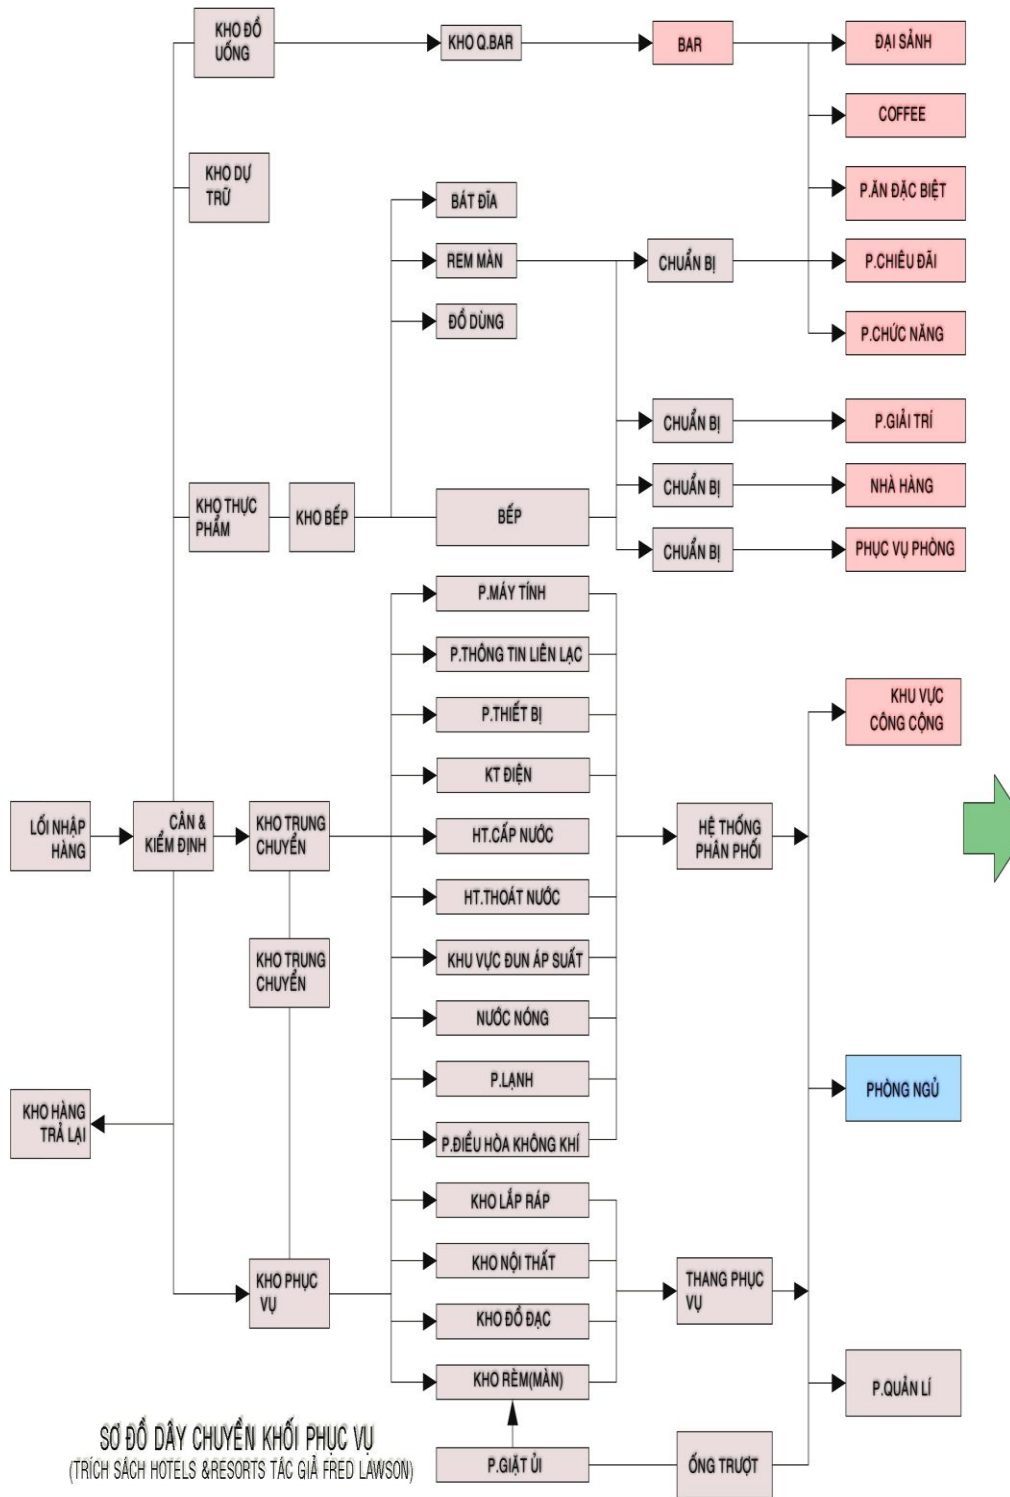 KHO ĐỒ
UỐNG
KHO Q.BAR
BAR
ĐẠI SẢNH
COFFEE
KHO DỰ
TRỮ
BÁT ĐĨA
P.ĂN ĐẶC BIỆT
REM MÀN
CHUẨN BỊ
P.CHIÊU ĐÃI
ĐỒ DÙNG
P.CHỨC NĂNG
CHUẨN BỊ
P.GIẢI TRÍ
KHO THỰC
PHẨM
KHO BẾP
BẾP
CHUẨN BỊ
NHÀ HÀNG
CHUẨN BỊ
PHỤC VỤ PHÒNG
P.MÁY TÍNH
P.THÔNG TIN LIÊN LẠC
P.THIẾT BỊ
KHU VỰC
CÔNG CỘNG
KT ĐIỆN
LỐI NHẬP
HÀNG
CÂN &
KIỂM ĐỊNH
KHO TRUNG
CHUYỂN
HT.CẤP NƯỚC
HỆ THỐNG
PHÂN PHỐI
HT.THOÁT NƯỚC
KHO TRUNG
CHUYỂN
KHU VỰC ĐUN ÁP SUẤT
NƯỚC NÓNG
P.LẠNH
PHÒNG NGỦ
KHO HÀNG
TRẢ LẠI
P.ĐIỀU HÒA KHÔNG KHÍ
KHO LẮP RÁP
KHO NỘI THẤT
KHO PHỤC
VỤ
THANG PHỤC
VỤ
KHO ĐỒ ĐẠC
KHO RÈM(MÀN)
P.QUẢN LÍ
SƠ ĐỒ DÂY CHUYỀN KHỐI PHỤC VỤ
(TRÍCH SÁCH HOTELS &RESORTS TÁC GIẢ FRED LAWSON)
P.GIẶT ỦI
ỐNG TRƯỢT